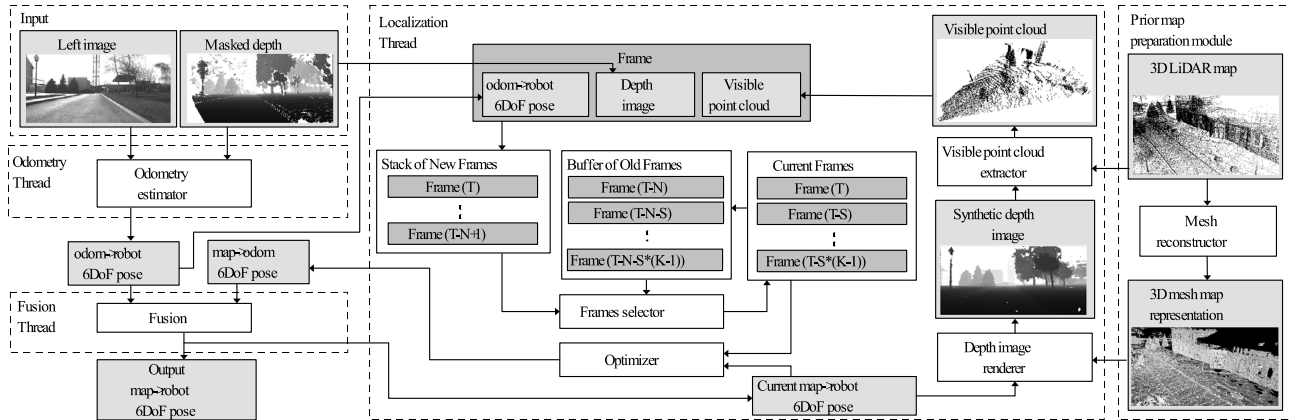 Input
Left image
Masked depth
Odometry
Thread
Odometry
estimator
odom->robot
6DoF pose
map->odom
6DoF pose
Fusion
Thread
Fusion
Output
map->robot
6DoF pose
Localization
Thread
Frame
odom->robot
6DoF pose
Depth
image
Visible
point cloud
Stack of New Frames
Frame (T)
Frame (T-N+1)
Buffer of Old Frames
Frame (T-N)
Frame (T-N-S)
Frame (T-N-S*(K-1))
Current Frames
Frame (T)
Frame (T-S)
Frame (T-S*(K-1))
Frames selector
Optimizer
Current map->robot
6DoF pose
Visible point cloud
Visible point cloud
extractor
Synthetic depth
image
Depth image
renderer
Prior map
preparation module
3D LiDAR map
Mesh
reconstructor
3D mesh map
representation